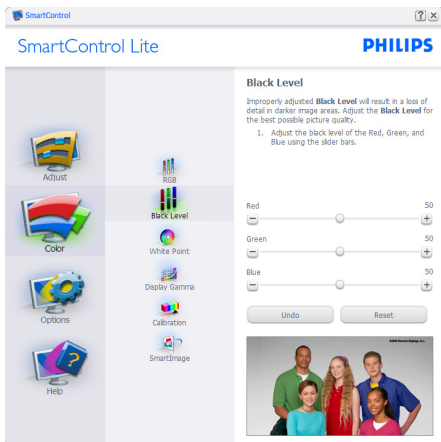 SmartControl
SmartControl Lite
PHILIPS
Adjust
Color
Options
Help
RGB
Black Level
White Point
Display Gamma
Calibration
SmartImage
Black Level
Improperly adjusted Black Level will result in a loss of
detail in darker image areas. Adjust the Black Level for
the best possible picture quality.
1. Adjust the black level of the Red, Green, and
Blue using the slider bars.
Red 50
Green 50
Blue 50
Undo Reset